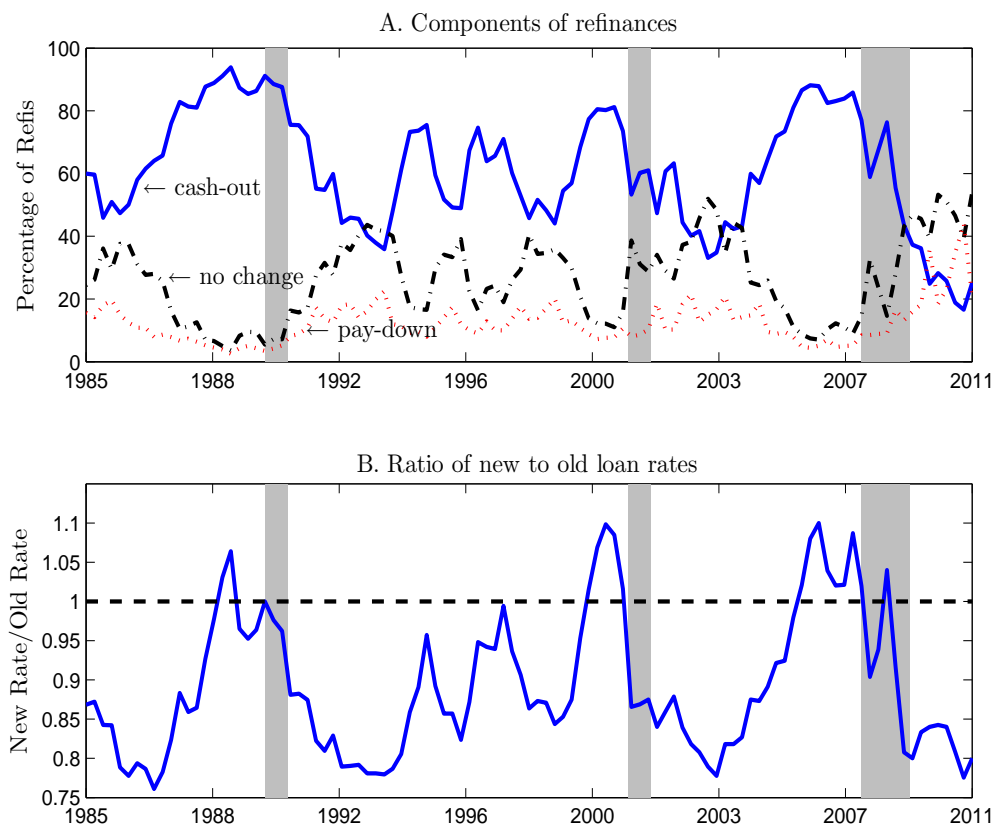 A. Components of refinances
Percentage of Refis
100
80
60
40
20
0
← cash-out
← no change
← pay-down
1985 1988 1992 1996 2000 2003 2007 2011
B. Ratio of new to old loan rates
New Rate/Old Rate
1.1
1.05
1
0.95
0.9
0.85
0.8
0.75
1985 1988 1992 1996 2000 2003 2007 2011